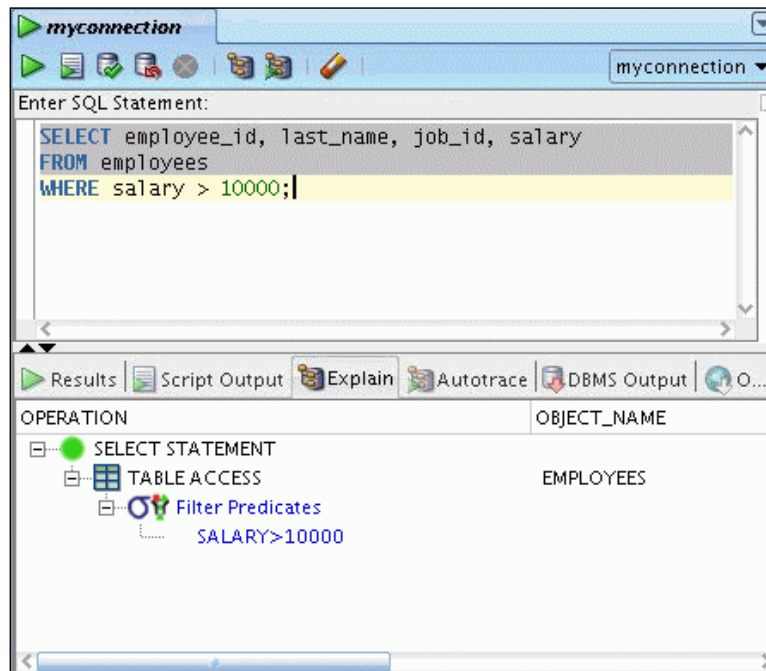 myconnection
myconnection
Enter SQL Statement:
SELECT employee_id, last_name, job_id, salary
FROM employees
WHERE salary > 10000;
Results Script Output Explain Autotrace DBMS Output O...
OPERATION OBJECT_NAME
SELECT STATEMENT
TABLE ACCESS EMPLOYEES
Filter Predicates
SALARY>10000